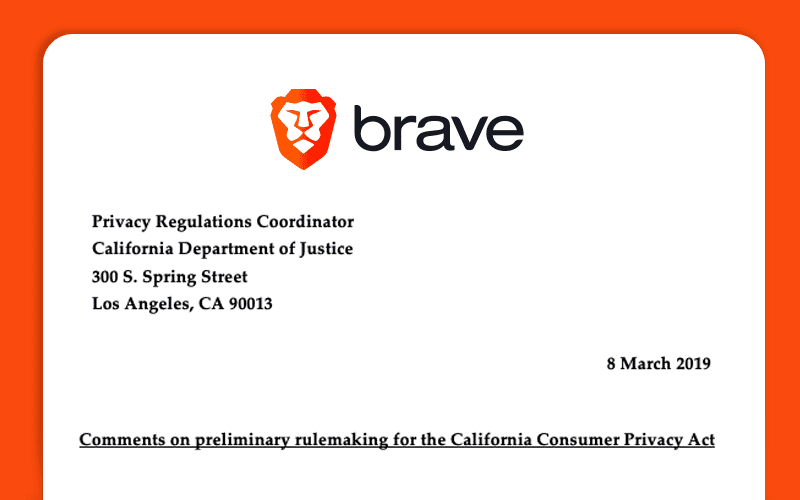 brave
Privacy Regulations Coordinator
California Department of Justice
300 S. Spring Street
Los Angeles, CA 90013
8 March 2019
Comments on preliminary rulemaking for the California Consumer Privacy Act